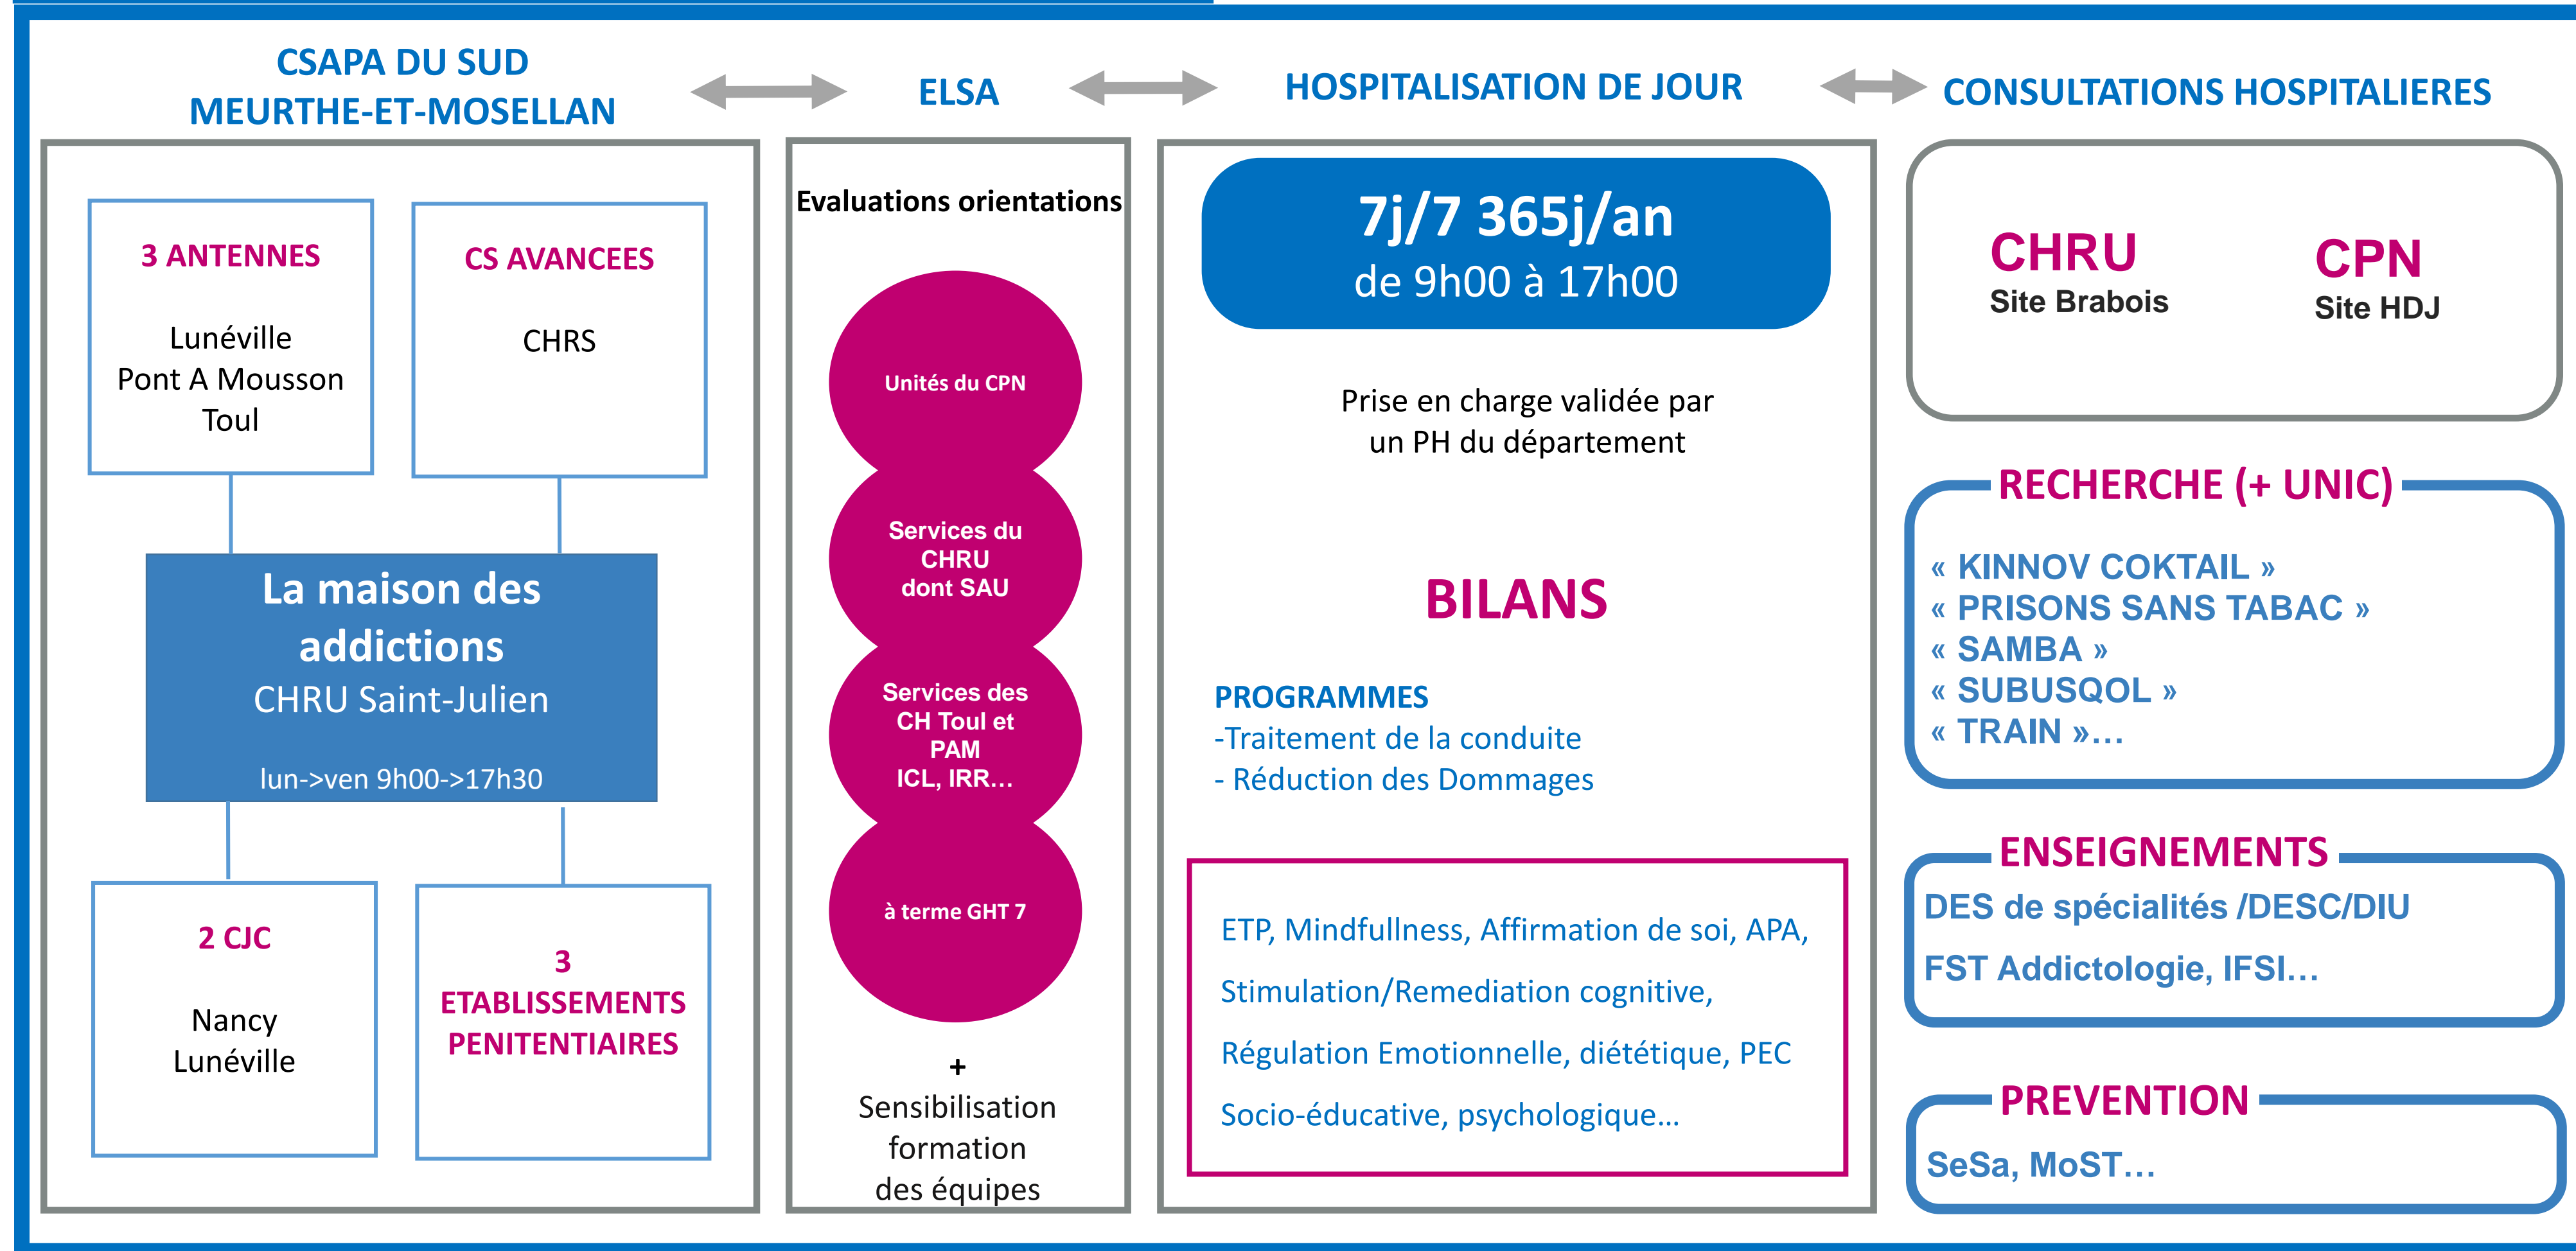 CSAPA DU SUD
MEURTHE-ET-MOSELLAN
ELSA
HOSPITALISATION DE JOUR
CONSULTATIONS HOSPITALIERES
3 ANTENNES
Lunéville
Pont A Mousson
Toul
CS AVANCEES
CHRS
La maison des
addictions
CHRU Saint-Julien
lun->ven 9h00->17h30
2 CJC
Nancy
Lunéville
3
ETABLISSEMENTS
PENITENTIAIRES
Evaluations orientations
Unités du CPN
Services du
CHRU
dont SAU
Services des
CH Toul et
PAM
ICL, IRR...
à terme GHT 7
+
Sensibilisation
formation
des équipes
7j/7 365j/an
de 9h00 à 17h00
Prise en charge validée par
un PH du département
BILANS
PROGRAMMES
-Traitement de la conduite
- Réduction des Dommages
ETP, Mindfullness, Affirmation de soi, APA,
Stimulation/Remediation cognitive,
Régulation Emotionnelle, diététique, PEC
Socio-éducative, psychologique...
CHRU
Site Brabois
CPN
Site HDJ
RECHERCHE (+ UNIC)
« KINNOV COKTAIL »
« PRISONS SANS TABAC »
« SAMBA »
« SUBUSQOL »
« TRAIN »...
ENSEIGNEMENTS
DES de spécialités /DESC/DIU
FST Addictologie, IFSI...
PREVENTION
SeSa, MoST...